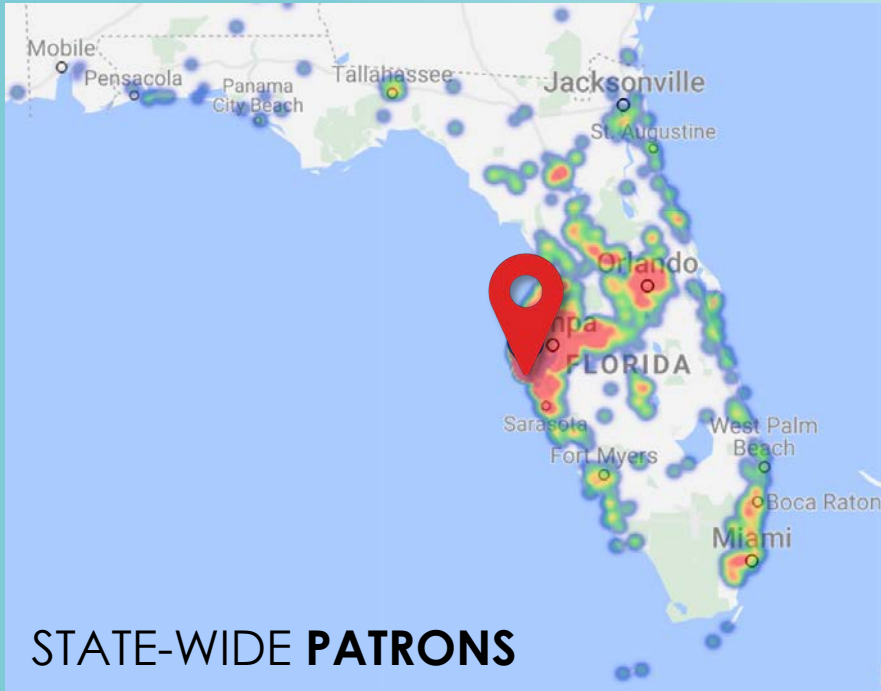 Mobile
Pensacola
Panama
City Beach
Tallahassee
Jacksonville
St. Augustine
Orlando
FLORIDA
Sarasota
Fort Myers
West Palm
Beach
Boca Raton
Miami
STATE-WIDE PATRONS